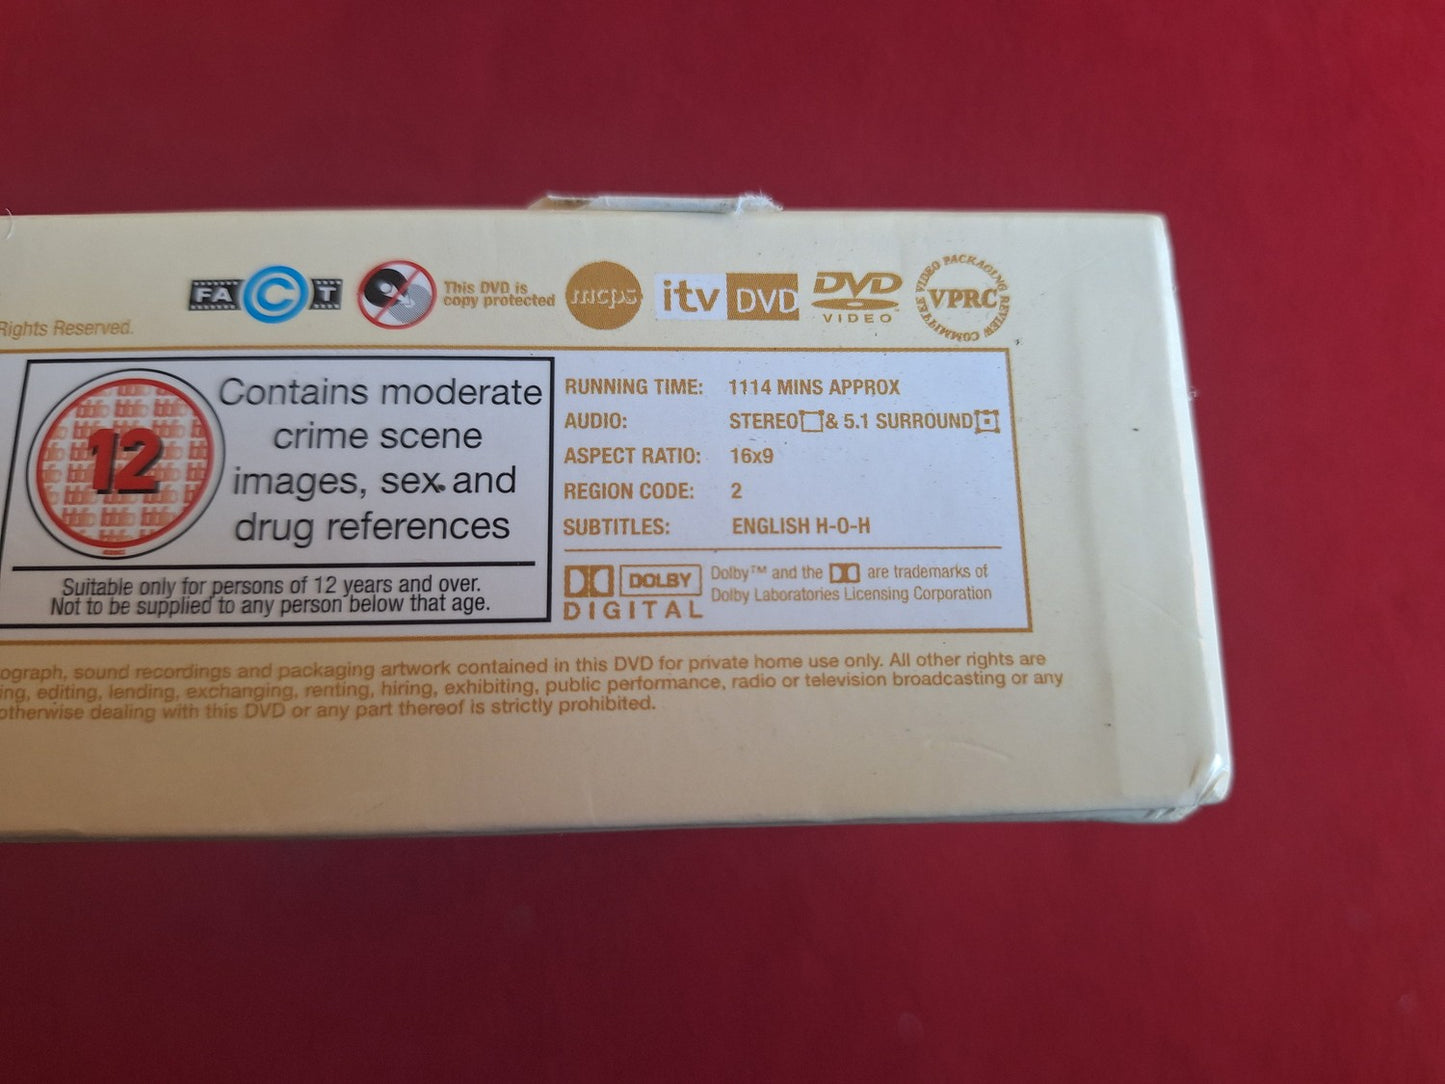 FACT
This DVD is
copy protected
mcps
itv DVD
DVD
VIDEO
VIDEO PACKAGING REVIEW COMMITTEE
VPRC
Rights Reserved.
12
Contains moderate
crime scene
images, sex and
drug references
Suitable only for persons of 12 years and over.
Not to be supplied to any person below that age.
RUNNING TIME: 1114 MINS APPROX
AUDIO: STEREO & 5.1 SURROUND
ASPECT RATIO: 16x9
REGION CODE: 2
SUBTITLES: ENGLISH H-O-H
DOLBY
DIGITAL
Dolby™ and the are trademarks of
Dolby Laboratories Licensing Corporation
ograph, sound recordings and packaging artwork contained in this DVD for private home use only. All other rights are
ing, editing, lending, exchanging, renting, hiring, exhibiting, public performance, radio or television broadcasting or any
otherwise dealing with this DVD or any part thereof is strictly prohibited.